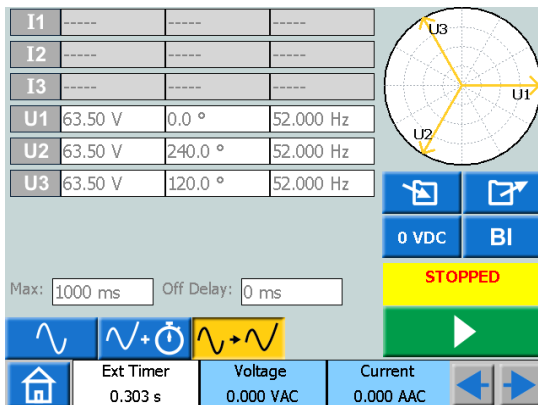 I1 ----- ----- -----
I2 ----- ----- -----
I3 ----- ----- -----
U1 63.50 V 0.0 ° 52.000 Hz
U2 63.50 V 240.0 ° 52.000 Hz
U3 63.50 V 120.0 ° 52.000 Hz
U3
U1
U2
0 VDC BI
STOPPED
Max: 1000 ms Off Delay: 0 ms
Ext Timer Voltage Current
0.303 s 0.000 VAC 0.000 AAC